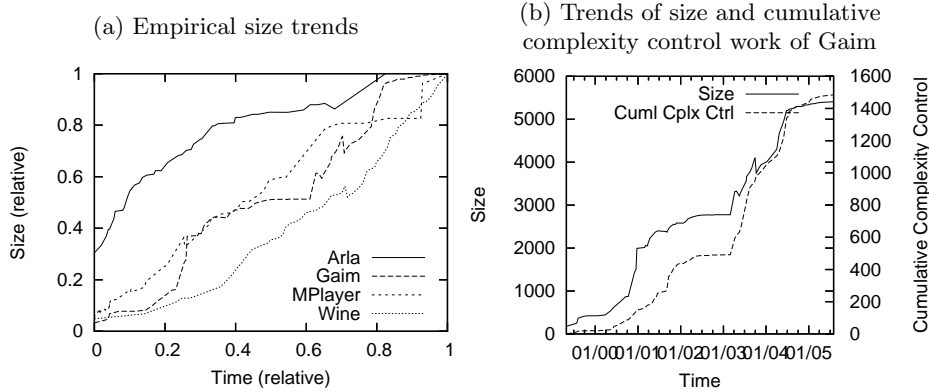 (a) Empirical size trends
1
0.8
0.6
0.4
0.2
0
0 0.2 0.4 0.6 0.8 1
Size (relative)
Time (relative)
Arla
Gaim
MPlayer
Wine
(b) Trends of size and cumulative
complexity control work of Gaim
6000
5000
4000
3000
2000
1000
0
1600
1400
1200
1000
800
600
400
200
0
01/00 01/01 01/02 01/03 01/04 01/05
Size
Cumulative Complexity Control
Time
Size
Cuml Cplx Ctrl